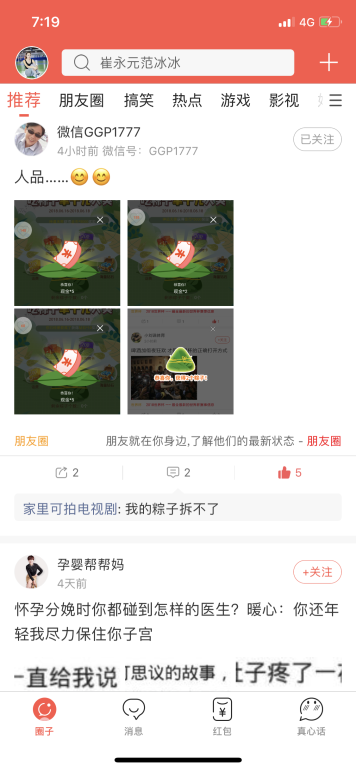 7:19
4G
崔永元范冰冰
推荐 朋友圈 搞笑 热点 游戏 影视
微信GGP1777
4小时前 微信号：GGP1777
已关注
人品……😊😊
朋友圈
朋友就在你身边,了解他们的最新状态 - 朋友圈
2 2 5
家里可拍电视剧: 我的粽子拆不了
孕婴帮帮妈
4天前
+关注
怀孕分娩时你都碰到怎样的医生？暖心：你还年
轻我尽力保住你子宫
一直给我说
思议的故事，
肚子疼了一
圈子 消息 红包 真心话